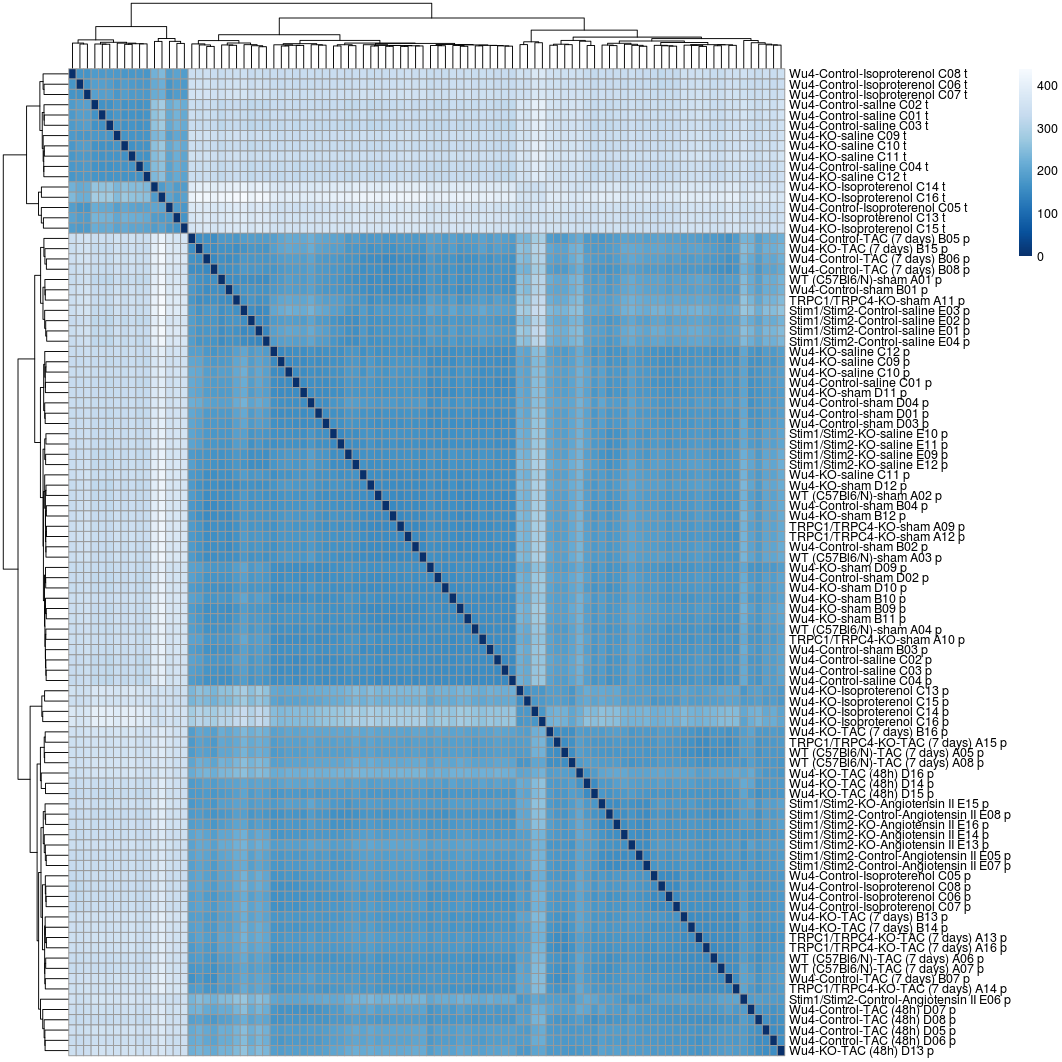 Wu4-Control-Isoproterenol C08 t
Wu4-Control-Isoproterenol C06 t
Wu4-Control-Isoproterenol C07 t
Wu4-Control-saline C02 t
Wu4-Control-saline C01 t
Wu4-Control-saline C03 t
Wu4-KO-saline C09 t
Wu4-KO-saline C10 t
Wu4-KO-saline C11 t
Wu4-Control-saline C04 t
Wu4-KO-saline C12 t
Wu4-KO-Isoproterenol C14 t
Wu4-KO-Isoproterenol C16 t
Wu4-Control-Isoproterenol C05 t
Wu4-KO-Isoproterenol C13 t
Wu4-KO-Isoproterenol C15 t
Wu4-Control-TAC (7 days) B05 p
Wu4-KO-TAC (7 days) B15 p
Wu4-Control-TAC (7 days) B06 p
Wu4-Control-TAC (7 days) B08 p
WT (C57Bl6/N)-sham A01 p
Wu4-Control-sham B01 p
TRPC1/TRPC4-KO-sham A11 p
Stim1/Stim2-Control-saline E03 p
Stim1/Stim2-Control-saline E02 p
Stim1/Stim2-Control-saline E01 p
Stim1/Stim2-Control-saline E04 p
Wu4-KO-saline C12 p
Wu4-KO-saline C09 p
Wu4-KO-saline C10 p
Wu4-Control-saline C01 p
Wu4-KO-sham D11 p
Wu4-Control-sham D04 p
Wu4-Control-sham D01 p
Wu4-Control-sham D03 p
Stim1/Stim2-KO-saline E10 p
Stim1/Stim2-KO-saline E11 p
Stim1/Stim2-KO-saline E09 p
Stim1/Stim2-KO-saline E12 p
Wu4-KO-saline C11 p
Wu4-KO-sham D12 p
WT (C57Bl6/N)-sham A02 p
Wu4-Control-sham B04 p
Wu4-KO-sham B12 p
TRPC1/TRPC4-KO-sham A09 p
TRPC1/TRPC4-KO-sham A12 p
Wu4-Control-sham B02 p
WT (C57Bl6/N)-sham A03 p
Wu4-KO-sham D09 p
Wu4-Control-sham D02 p
Wu4-KO-sham D10 p
Wu4-KO-sham B10 p
Wu4-KO-sham B09 p
Wu4-KO-sham B11 p
WT (C57Bl6/N)-sham A04 p
TRPC1/TRPC4-KO-sham A10 p
Wu4-Control-sham B03 p
Wu4-Control-saline C02 p
Wu4-Control-saline C03 p
Wu4-Control-saline C04 p
Wu4-KO-Isoproterenol C13 p
Wu4-KO-Isoproterenol C15 p
Wu4-KO-Isoproterenol C14 p
Wu4-KO-Isoproterenol C16 p
Wu4-KO-TAC (7 days) B16 p
TRPC1/TRPC4-KO-TAC (7 days) A15 p
WT (C57Bl6/N)-TAC (7 days) A05 p
WT (C57Bl6/N)-TAC (7 days) A08 p
Wu4-KO-TAC (48h) D16 p
Wu4-KO-TAC (48h) D14 p
Wu4-KO-TAC (48h) D15 p
Stim1/Stim2-KO-Angiotensin II E15 p
Stim1/Stim2-Control-Angiotensin II E08 p
Stim1/Stim2-KO-Angiotensin II E16 p
Stim1/Stim2-KO-Angiotensin II E14 p
Stim1/Stim2-KO-Angiotensin II E13 p
Stim1/Stim2-Control-Angiotensin II E05 p
Stim1/Stim2-Control-Angiotensin II E07 p
Wu4-Control-Isoproterenol C05 p
Wu4-Control-Isoproterenol C08 p
Wu4-Control-Isoproterenol C06 p
Wu4-Control-Isoproterenol C07 p
Wu4-KO-TAC (7 days) B13 p
Wu4-KO-TAC (7 days) B14 p
TRPC1/TRPC4-KO-TAC (7 days) A13 p
TRPC1/TRPC4-KO-TAC (7 days) A16 p
WT (C57Bl6/N)-TAC (7 days) A06 p
WT (C57Bl6/N)-TAC (7 days) A07 p
Wu4-Control-TAC (7 days) B07 p
TRPC1/TRPC4-KO-TAC (7 days) A14 p
Stim1/Stim2-Control-Angiotensin II E06 p
Wu4-Control-TAC (48h) D07 p
Wu4-Control-TAC (48h) D08 p
Wu4-Control-TAC (48h) D05 p
Wu4-Control-TAC (48h) D06 p
Wu4-KO-TAC (48h) D13 p
400
300
200
100
0